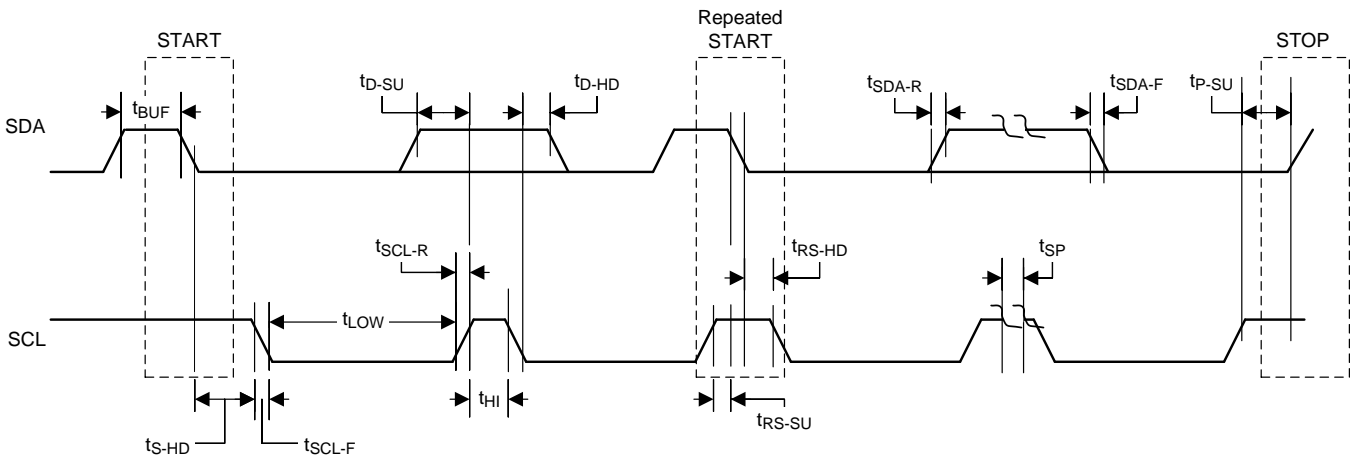 START
Repeated
START
STOP
tBUF
tD-SU
tD-HD
tSDA-R
tSDA-F
tP-SU
SDA
tSCL-R
tRS-HD
tSP
tLOW
SCL
tHI
tS-HD
tSCL-F
tRS-SU